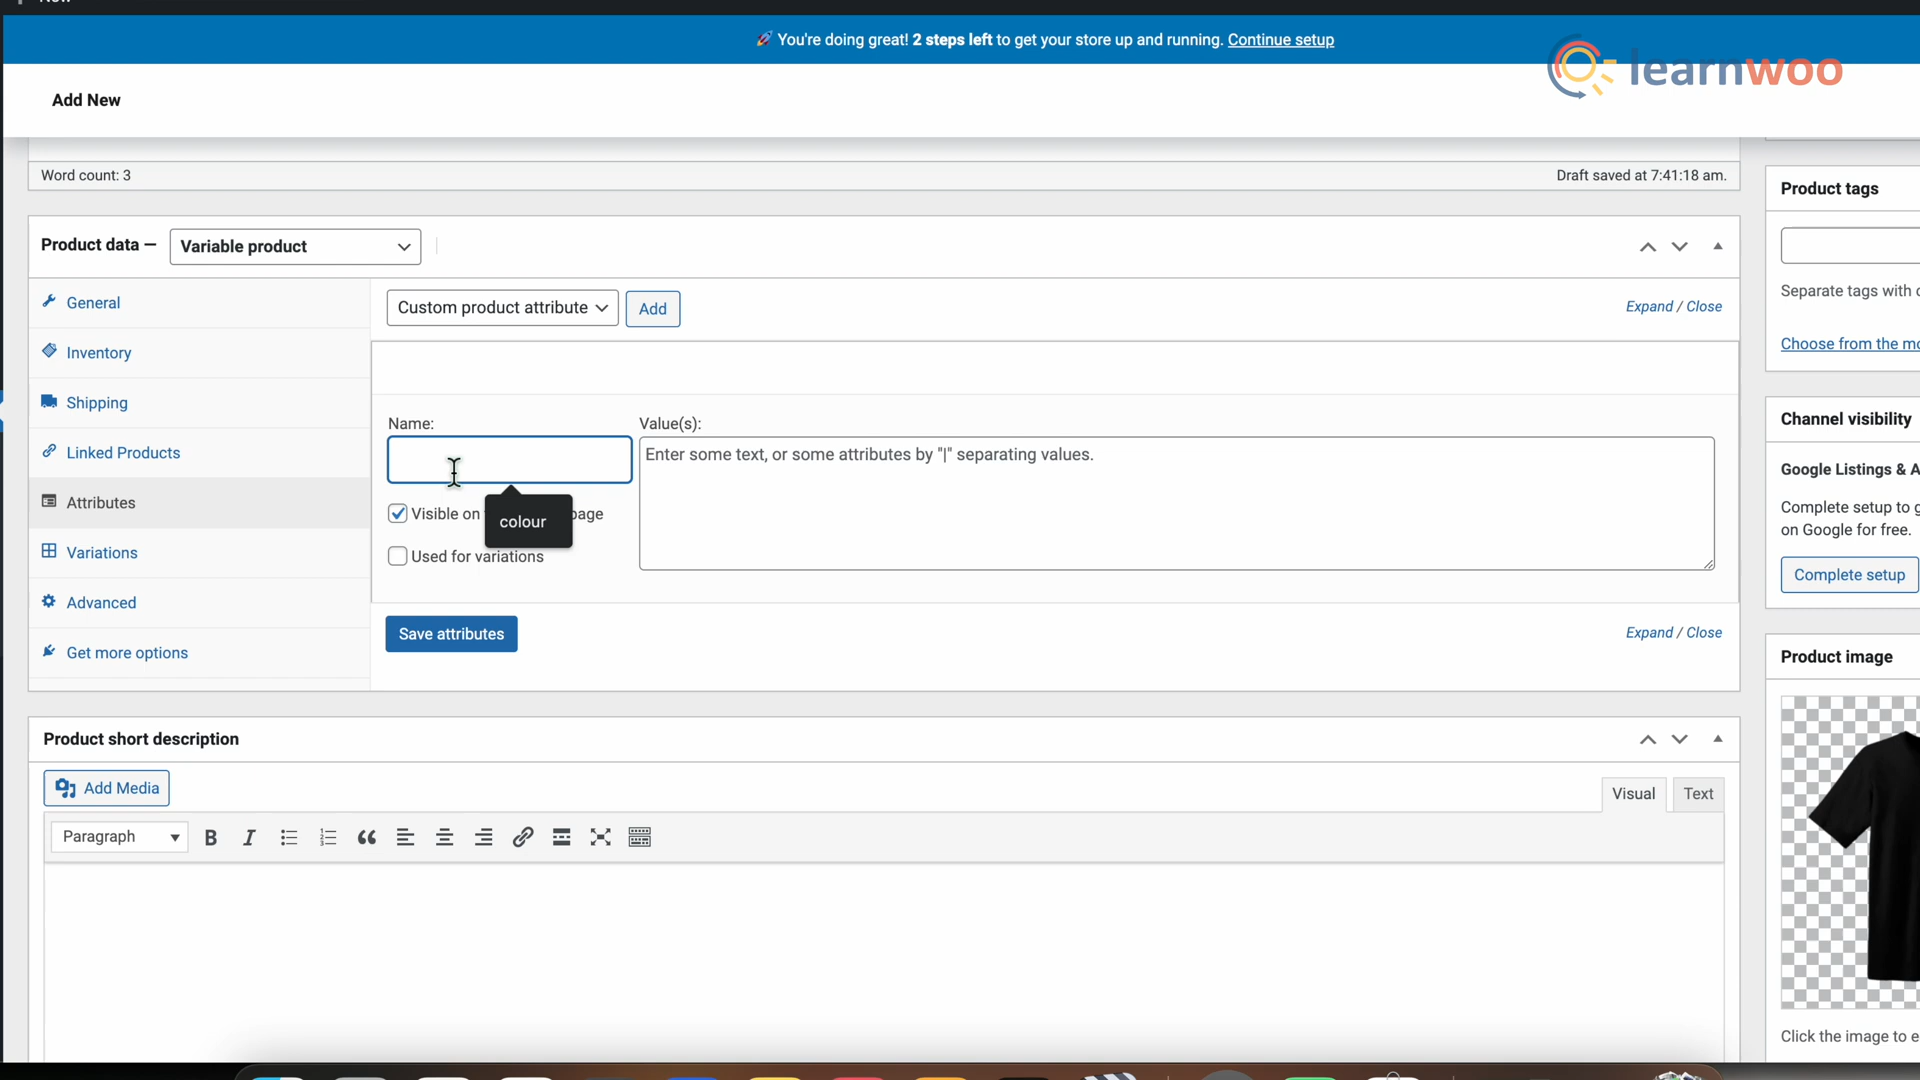 New
🚀 You're doing great! 2 steps left to get your store up and running. Continue setup
learnwoo
Add New
Word count: 3
Draft saved at 7:41:18 am.
Product data —
Variable product
General
Inventory
Shipping
Linked Products
Attributes
Variations
Advanced
Get more options
Custom product attribute
Add
Expand / Close
Name:
Value(s):
Enter some text, or some attributes by "|" separating values.
Visible on
page
colour
Used for variations
Save attributes
Expand / Close
Product short description
Add Media
Visual
Text
Paragraph
Product tags
Separate tags with
Choose from the
Channel visibility
Google Listings &
Complete setup to
on Google for free.
Complete setup
Product image
Click the image to